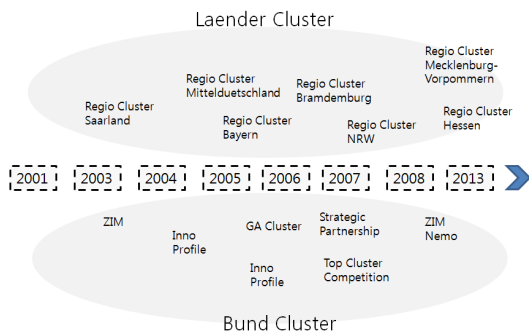 Laender Cluster
Regio Cluster
Mecklenburg-
Vorpommern
Regio Cluster
Mittelduetschland
Regio Cluster
Bramdemburg
Regio Cluster
Saarland
Regio Cluster
Bayern
Regio Cluster
NRW
Regio Cluster
Hessen
2001 2003 2004 2005 2006 2007 2008 2013
ZIM
Inno
Profile
GA Cluster
Inno
Profile
Strategic
Partnership
Top Cluster
Competition
ZIM
Nemo
Bund Cluster